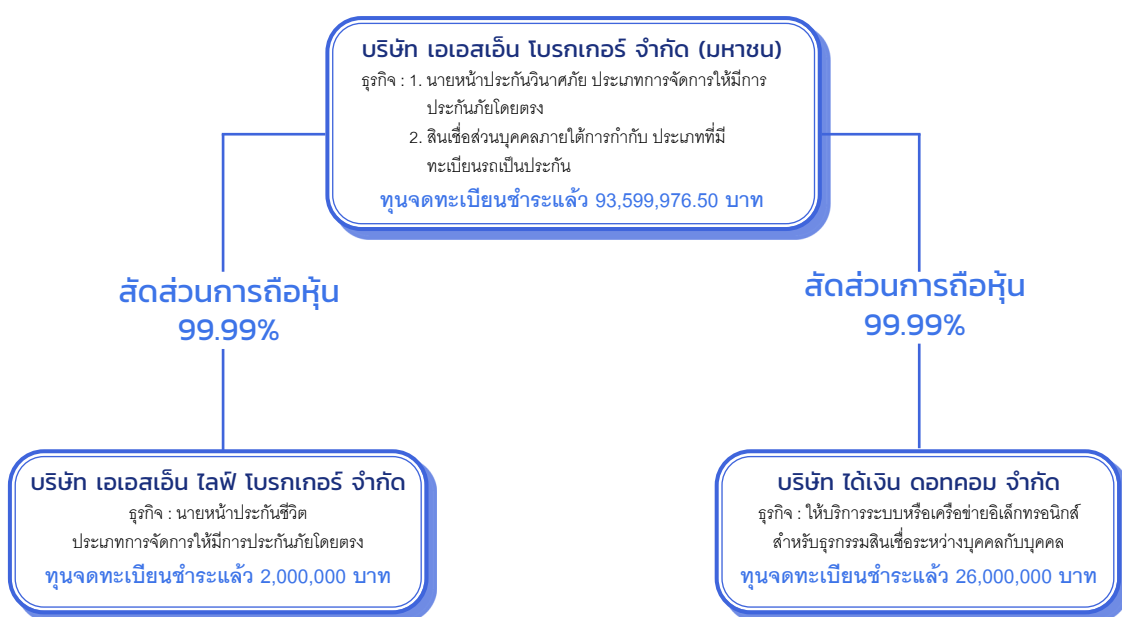 บริษัท เอเอสเอ็น โบรกเกอร์ จำกัด (มหาชน)
ธุรกิจ : 1. นายหน้าประกันวินาศภัย ประเภทการจัดการให้มีการ
ประกันภัยโดยตรง
2. สินเชื่อส่วนบุคคลภายใต้การกำกับ ประเภทที่มี
ทะเบียนรถเป็นประกัน
ทุนจดทะเบียนชำระแล้ว 93,599,976.50 บาท
สัดส่วนการถือหุ้น
99.99%
สัดส่วนการถือหุ้น
99.99%
บริษัท เอเอสเอ็น ไลฟ์ โบรกเกอร์ จำกัด
ธุรกิจ : นายหน้าประกันชีวิต
ประเภทการจัดการให้มีการประกันภัยโดยตรง
ทุนจดทะเบียนชำระแล้ว 2,000,000 บาท
บริษัท ได้เงิน ดอทคอม จำกัด
ธุรกิจ : ให้บริการระบบหรือเครือข่ายอิเล็กทรอนิกส์
สำหรับธุรกรรมสินเชื่อระหว่างบุคคลกับบุคคล
ทุนจดทะเบียนชำระแล้ว 26,000,000 บาท